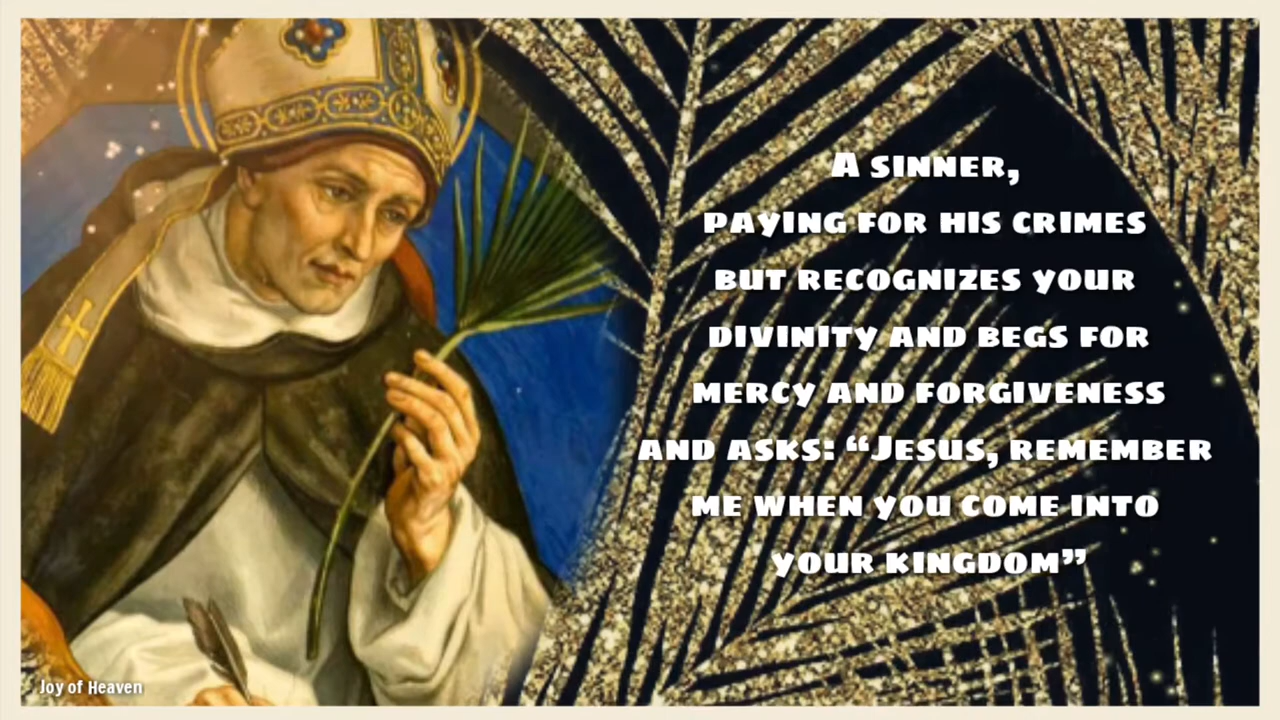 A SINNER,
PAYING FOR HIS CRIMES
BUT RECOGNIZES YOUR
DIVINITY AND BEGS FOR
MERCY AND FORGIVENESS
AND ASKS: “JESUS, REMEMBER
ME WHEN YOU COME INTO
YOUR KINGDOM”
Joy of Heaven